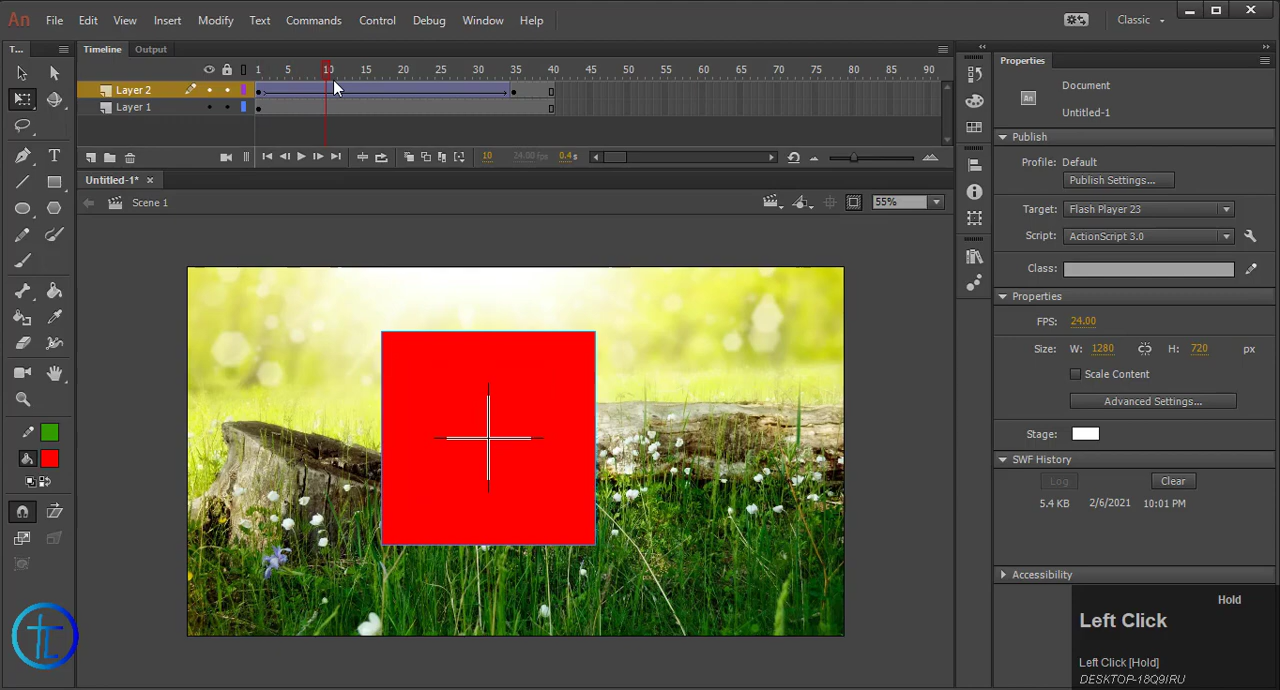 An File Edit View Insert Modify Text Commands Control Debug Window Help Classic
T... Timeline Output Properties
1 5 10 15 20 25 30 35 40 45 50 55 60 65 70 75 80 85 90
Layer 2
Layer 1
10 24.00 fps 0.4 s
Untitled-1*
Scene 1 55%
Document
An
Untitled-1
Publish
Profile: Default
Publish Settings...
Target: Flash Player 23
Script: ActionScript 3.0
Class:
Properties
FPS: 24.00
Size: W: 1280 H: 720 px
Scale Content
Advanced Settings...
Stage:
SWF History
Log Clear
5.4 KB 2/6/2021 10:01 PM
Accessibility
Hold
Left Click
Left Click [Hold]
DESKTOP-18Q9IRU